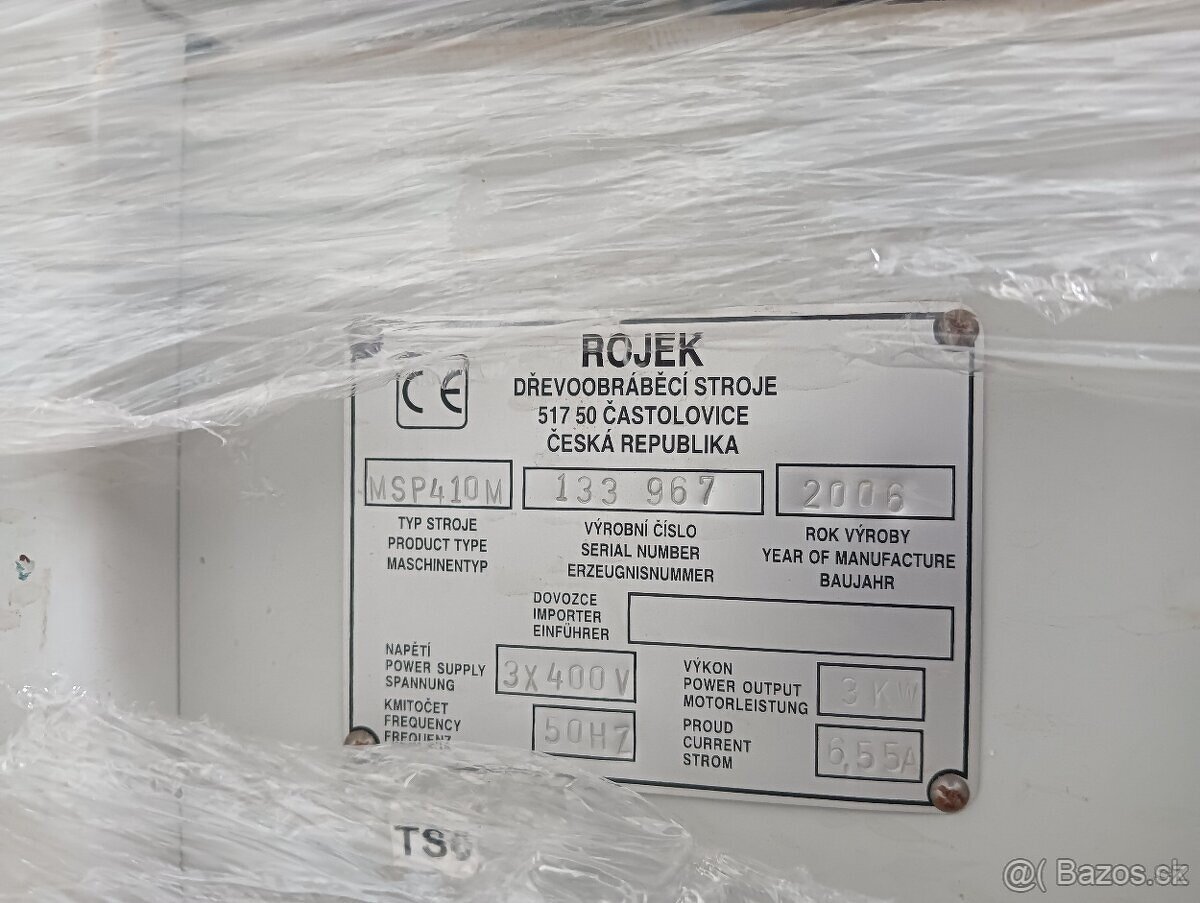 ROJEK
CE
DŘEVOOBRÁBĚCÍ STROJE
517 50 ČASTOLOVICE
ČESKÁ REPUBLIKA
MSP410M
133 967
2006
TYP STROJE
PRODUCT TYPE
MASCHINENTYP
VÝROBNÍ ČÍSLO
SERIAL NUMBER
ERZEUGNISNUMMER
ROK VÝROBY
YEAR OF MANUFACTURE
BAUJAHR
DOVOZCE
IMPORTER
EINFÜHRER
NAPĚTÍ
POWER SUPPLY
SPANNUNG
3X400V
VÝKON
POWER OUTPUT
MOTORLEISTUNG
3KW
KMITOČET
FREQUENCY
FREQUENZ
50HZ
PROUD
CURRENT
STROM
6,55A
@( Bazos.sk